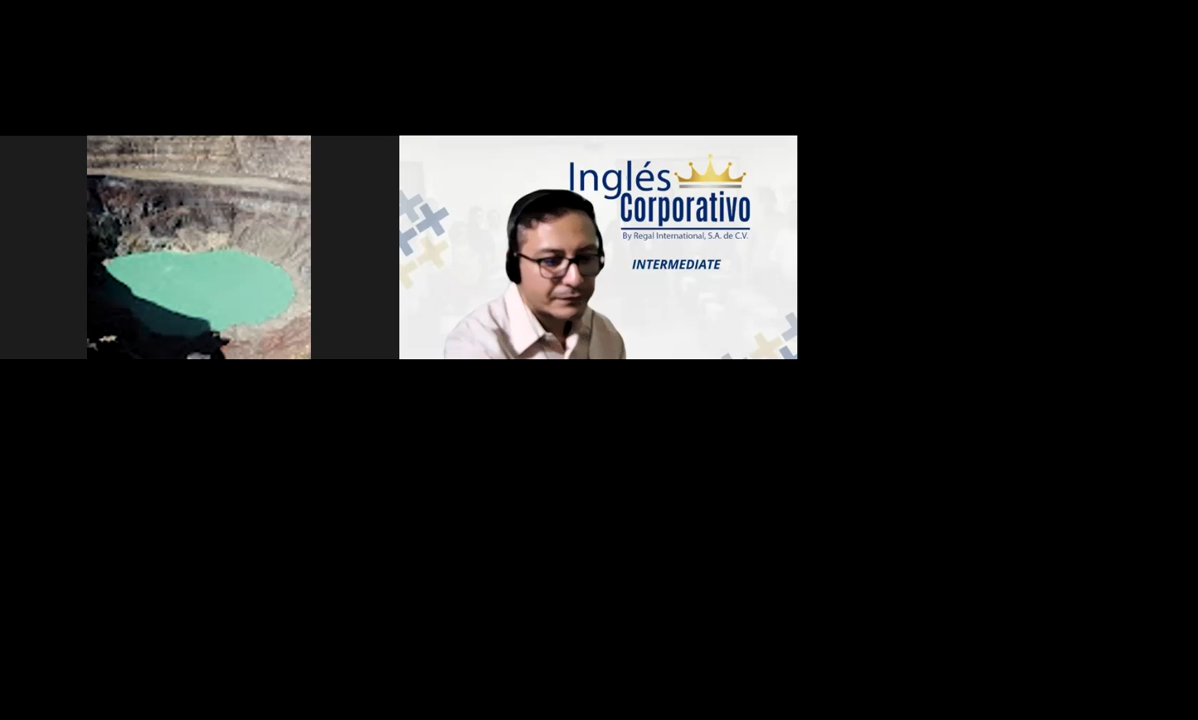 Inglés
Corporativo
By Regal International, S.A. de C.V.
INTERMEDIATE